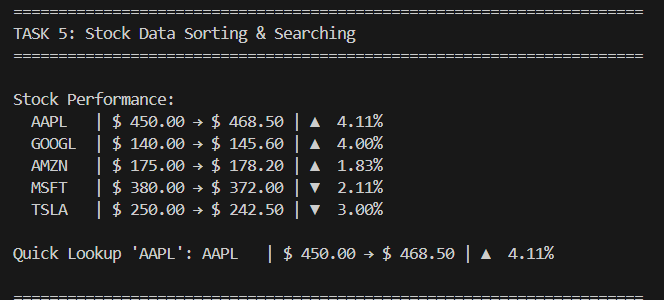 ======================================================================
TASK 5: Stock Data Sorting & Searching
======================================================================

Stock Performance:
  AAPL   | $ 450.00 → $ 468.50 | ▲  4.11%
  GOOGL  | $ 140.00 → $ 145.60 | ▲  4.00%
  AMZN   | $ 175.00 → $ 178.20 | ▲  1.83%
  MSFT   | $ 380.00 → $ 372.00 | ▼  2.11%
  TSLA   | $ 250.00 → $ 242.50 | ▼  3.00%

Quick Lookup 'AAPL': AAPL   | $ 450.00 → $ 468.50 | ▲  4.11%

======================================================================